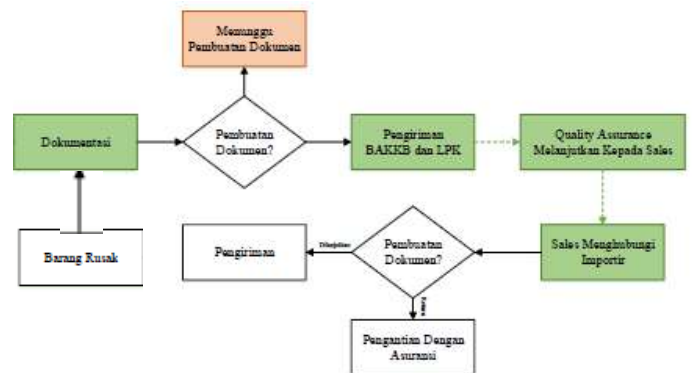 Menunggu
Pembuatan Dokumen
Dokumentasi
Pembuatan
Dokumen?
Pengiriman
BAKKB dan LPK
Quality Assurance
Melanjutkan Kepada Sales
Barang Rusak
Pengiriman
Pembuatan
Dokumen?
Sales Menghubungi
Importir
Pengantian Dengan
Asuransi